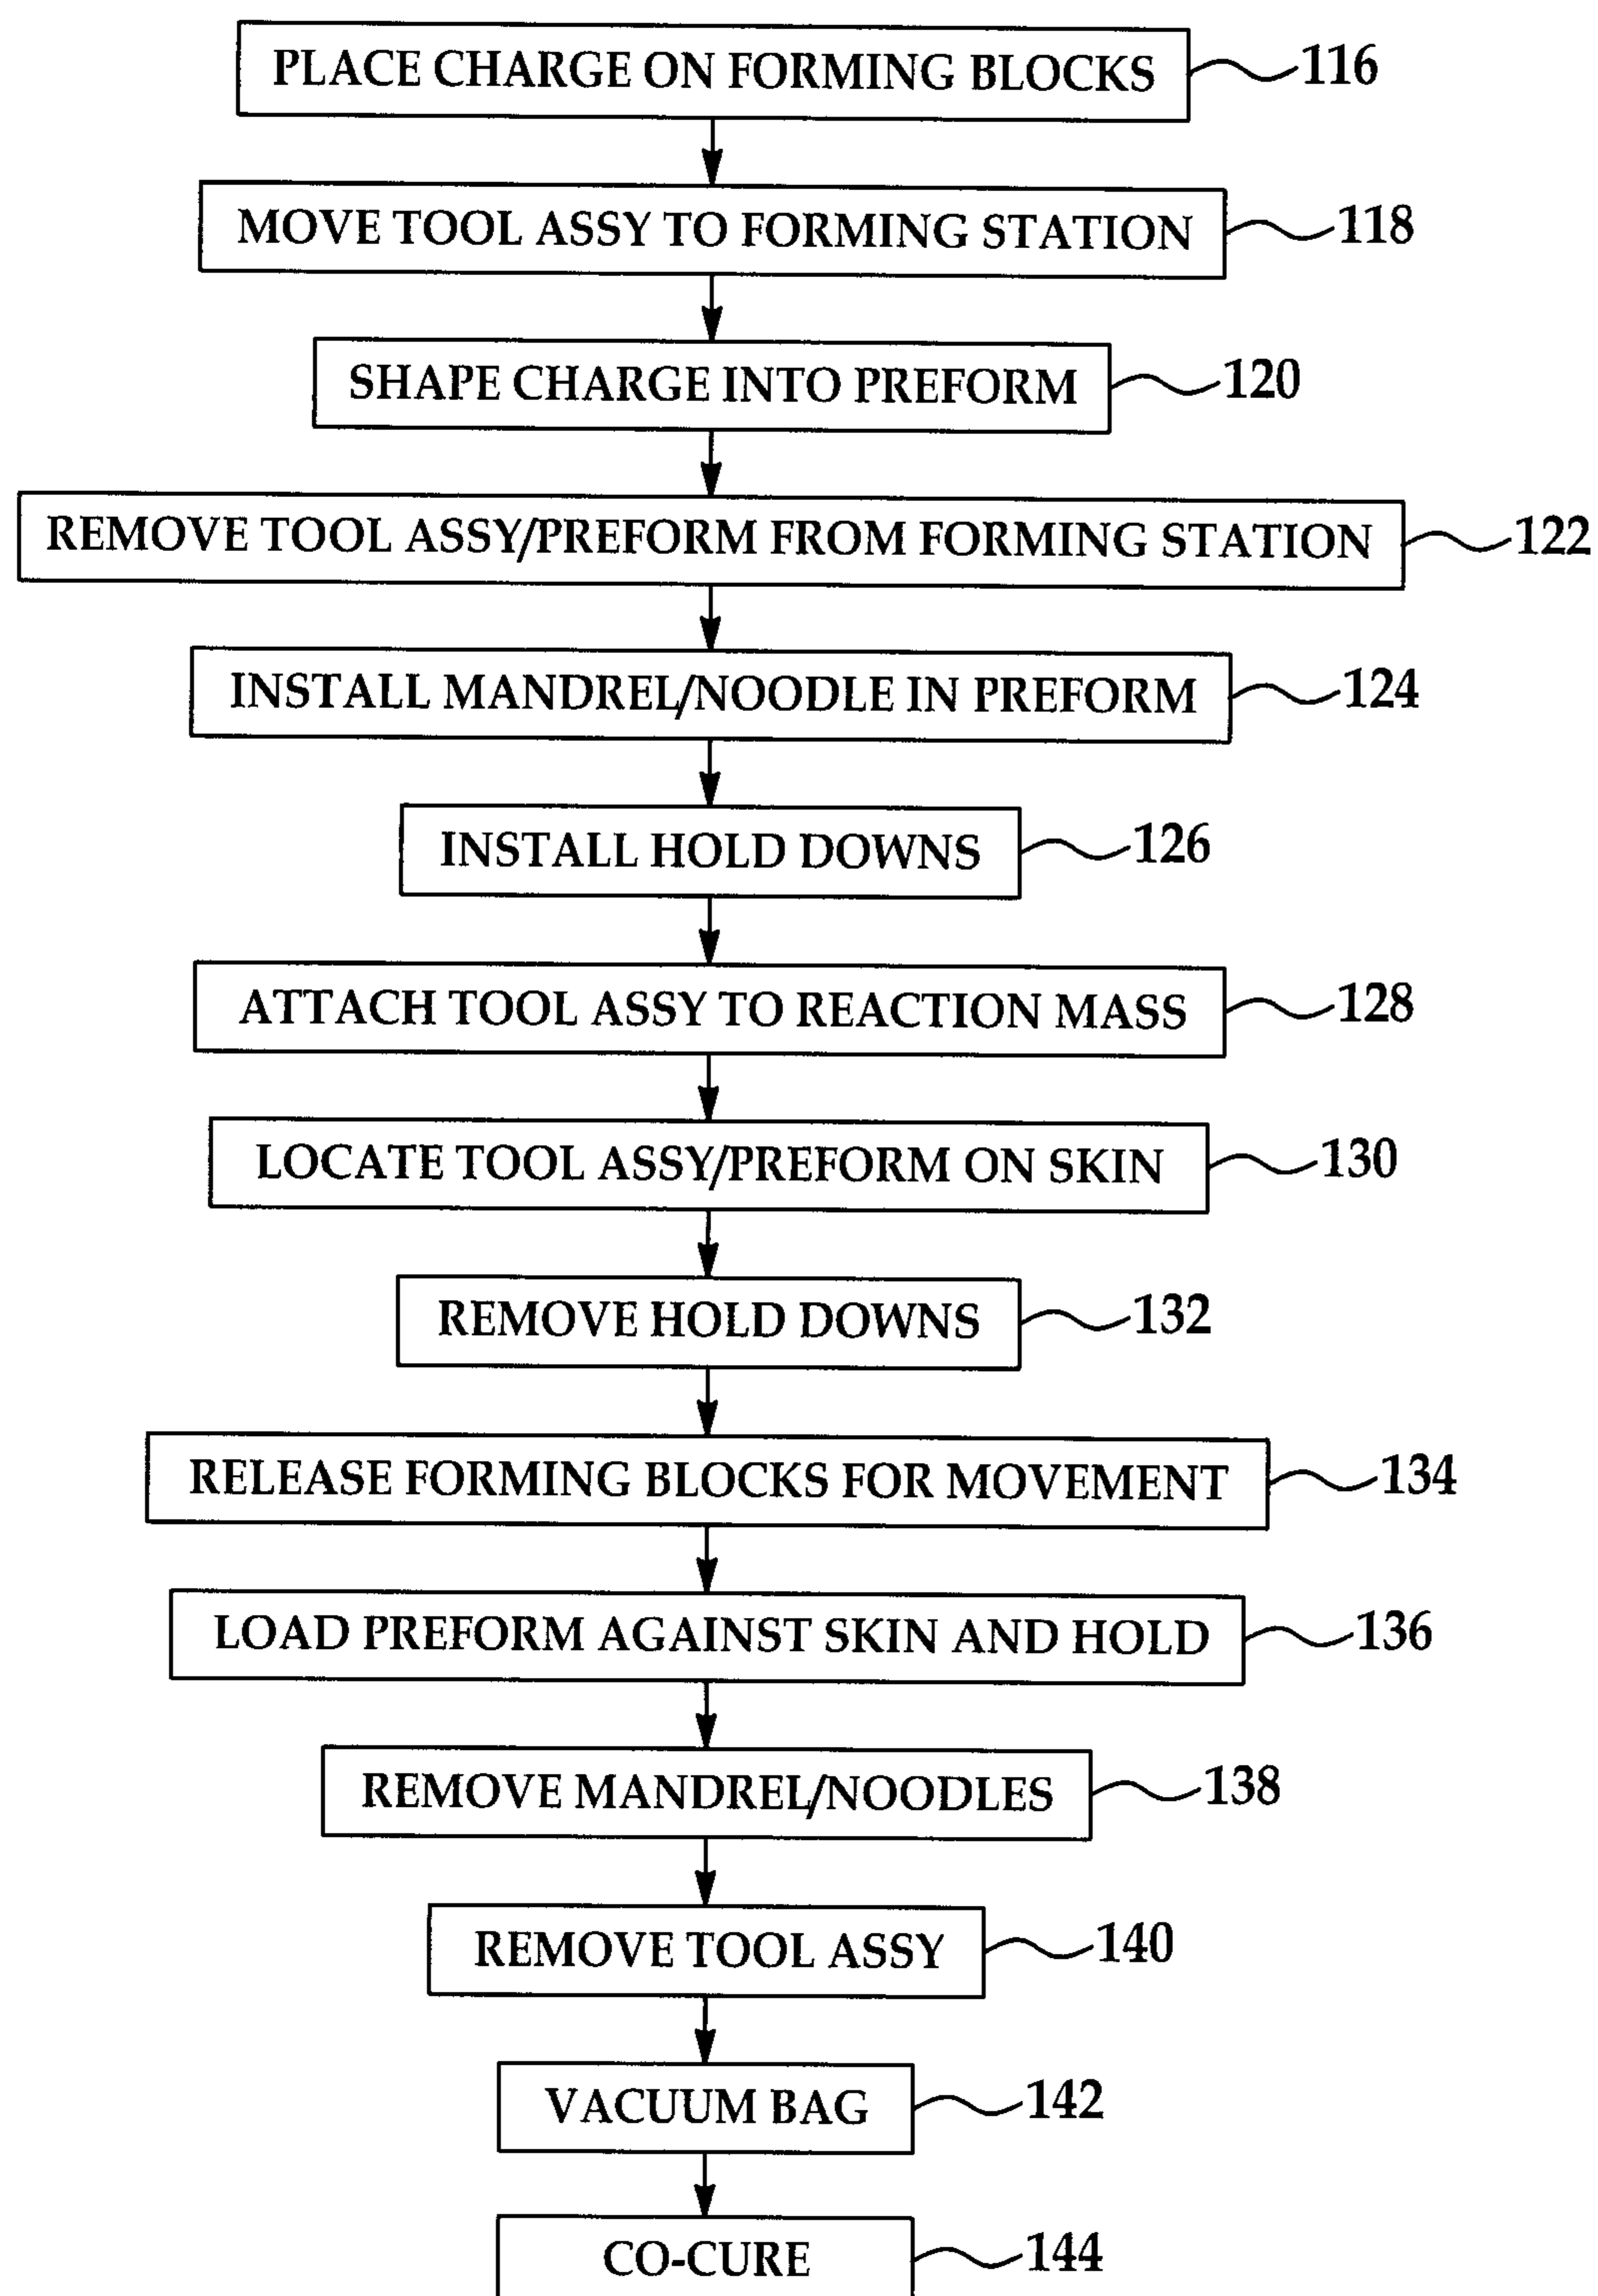 PLACE CHARGE ON FORMING BLOCKS 116
MOVE TOOL ASSY TO FORMING STATION 118
SHAPE CHARGE INTO PREFORM 120
REMOVE TOOL ASSY/PREFORM FROM FORMING STATION 122
INSTALL MANDREL/NOODLE IN PREFORM 124
INSTALL HOLD DOWNS 126
ATTACH TOOL ASSY TO REACTION MASS 128
LOCATE TOOL ASSY/PREFORM ON SKIN 130
REMOVE HOLD DOWNS 132
RELEASE FORMING BLOCKS FOR MOVEMENT 134
LOAD PREFORM AGAINST SKIN AND HOLD 136
REMOVE MANDREL/NOODLES 138
REMOVE TOOL ASSY 140
VACUUM BAG 142
CO-CURE 144